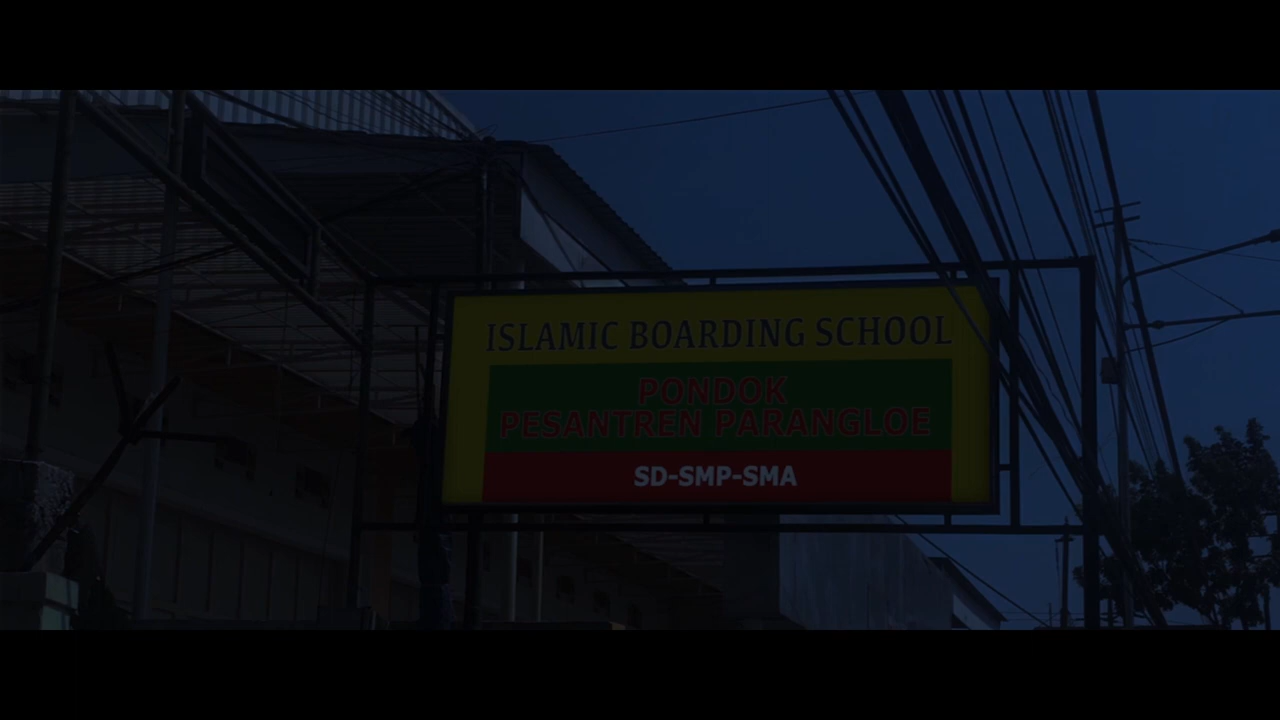 ISLAMIC BOARDING SCHOOL
PONDOK
PESANTREN PARANGLOE
SD-SMP-SMA